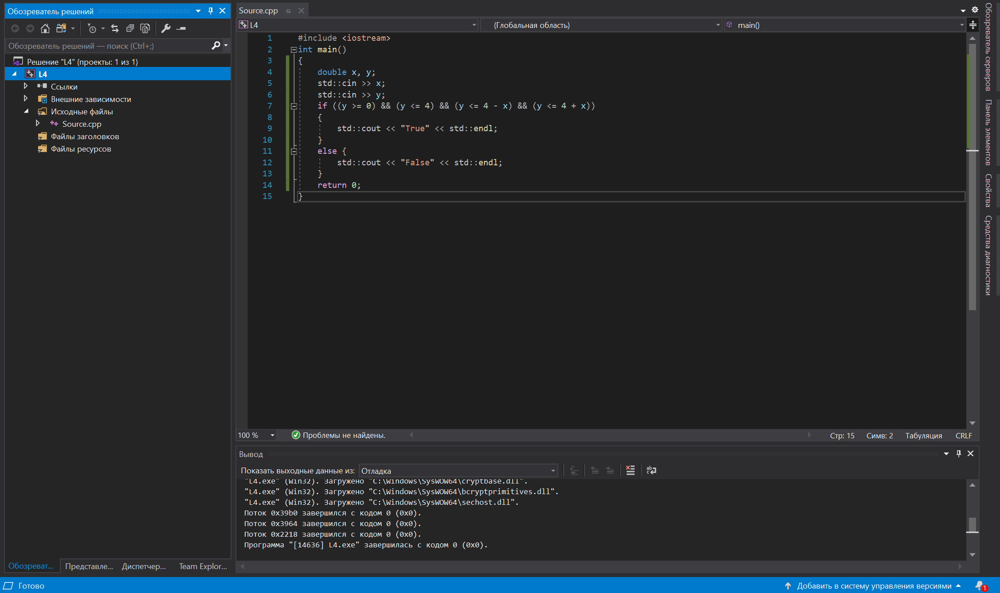 Обозреватель решений
Обозреватель решений — поиск (Ctrl+;)
Решение "L4" (проекты: 1 из 1)
L4
Ссылки
Внешние зависимости
Исходные файлы
Source.cpp
Файлы заголовков
Файлы ресурсов
Обозреват...
Представле...
Диспетчер...
Team Explor...
Source.cpp
L4
(Глобальная область)
main()
1 #include <iostream>
2 int main()
3 {
4 double x, y;
5 std::cin >> x;
6 std::cin >> y;
7 if ((y >= 0) && (y <= 4) && (y <= 4 - x) && (y <= 4 + x))
8 {
9 std::cout << "True" << std::endl;
10 }
11 else {
12 std::cout << "False" << std::endl;
13 }
14 return 0;
15 }
100 %
Проблемы не найдены.
Стр: 15
Симв: 2
Табуляция
CRLF
Вывод
Показать выходные данные из:
Отладка
"L4.exe" (Win32). Загружено "C:\Windows\SysWOW64\cryptbase.dll".
"L4.exe" (Win32). Загружено "C:\Windows\SysWOW64\bcryptprimitives.dll".
"L4.exe" (Win32). Загружено "C:\Windows\SysWOW64\sechost.dll".
Поток 0x39b0 завершился с кодом 0 (0x0).
Поток 0x3964 завершился с кодом 0 (0x0).
Поток 0x2218 завершился с кодом 0 (0x0).
Программа "[14636] L4.exe" завершилась с кодом 0 (0x0).
Обозреватель серверов
Панель элементов
Свойства
Средства диагностики
Готово
Добавить в систему управления версиями
1